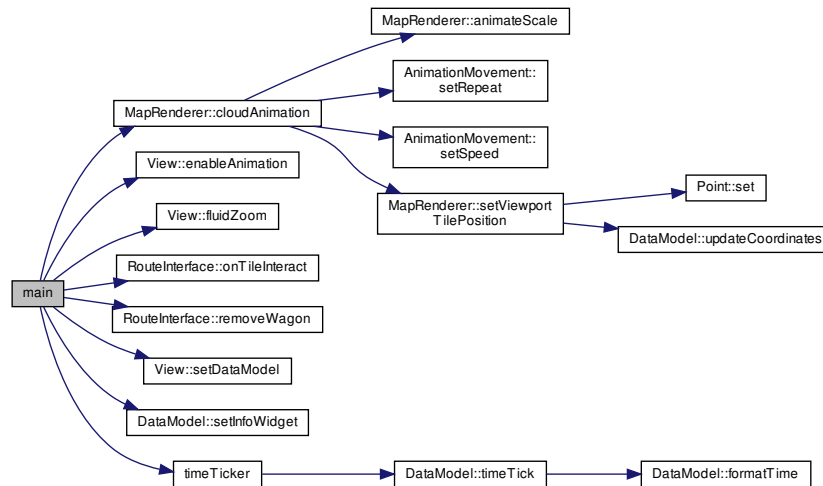 MapRenderer::animateScale
AnimationMovement::
setRepeat
MapRenderer::cloudAnimation
AnimationMovement::
setSpeed
View::enableAnimation
Point::set
MapRenderer::setViewport
TilePosition
View::fluidZoom
DataModel::updateCoordinates
RouteInterface::onTileInteract
main
RouteInterface::removeWagon
View::setDataModel
DataModel::setInfoWidget
timeTicker
DataModel::timeTick
DataModel::formatTime